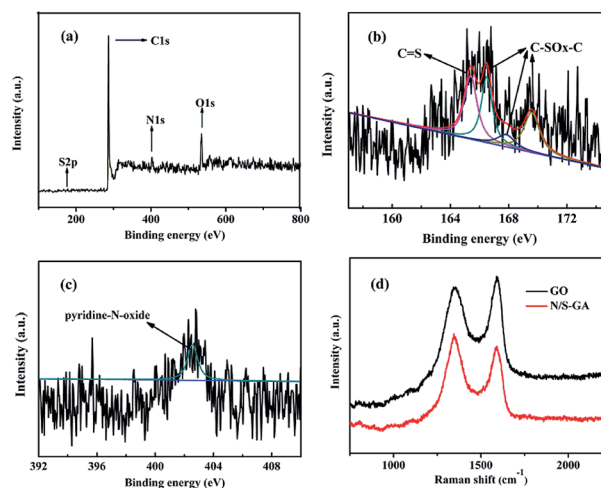 (a)
C1s
N1s
O1s
S2p
Intensity (a.u.)
200 400 600 800
Binding energy (eV)
(b)
C=S
C-SOx-C
Intensity (a.u.)
160 164 168 172
Binding energy (eV)
(c)
pyridine-N-oxide
Intensity (a.u.)
392 396 400 404 408
Binding energy (eV)
(d)
GO
N/S-GA
Intensity (a.u.)
1000 1500 2000
Raman shift (cm⁻¹)